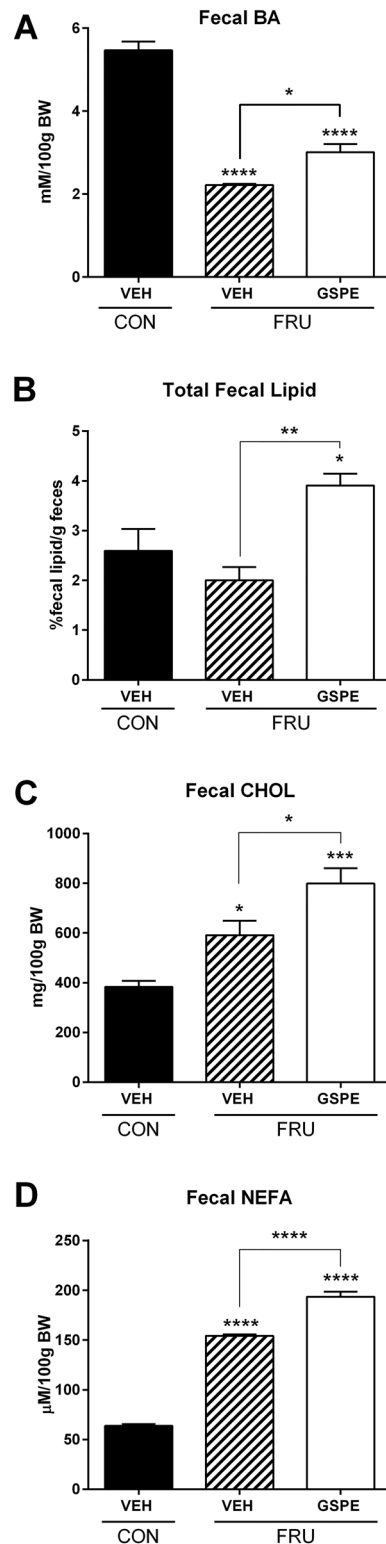 A
Fecal BA
mM/100g BW
6
4
2
0
*
****
****
VEH
VEH
GSPE
CON
FRU
B
Total Fecal Lipid
%fecal lipid/g feces
5
4
3
2
1
0
**
*
VEH
VEH
GSPE
CON
FRU
C
Fecal CHOL
mg/100g BW
1000
800
600
400
200
0
*
***
*
VEH
VEH
GSPE
CON
FRU
D
Fecal NEFA
µM/100g BW
250
200
150
100
50
0
****
****
****
VEH
VEH
GSPE
CON
FRU